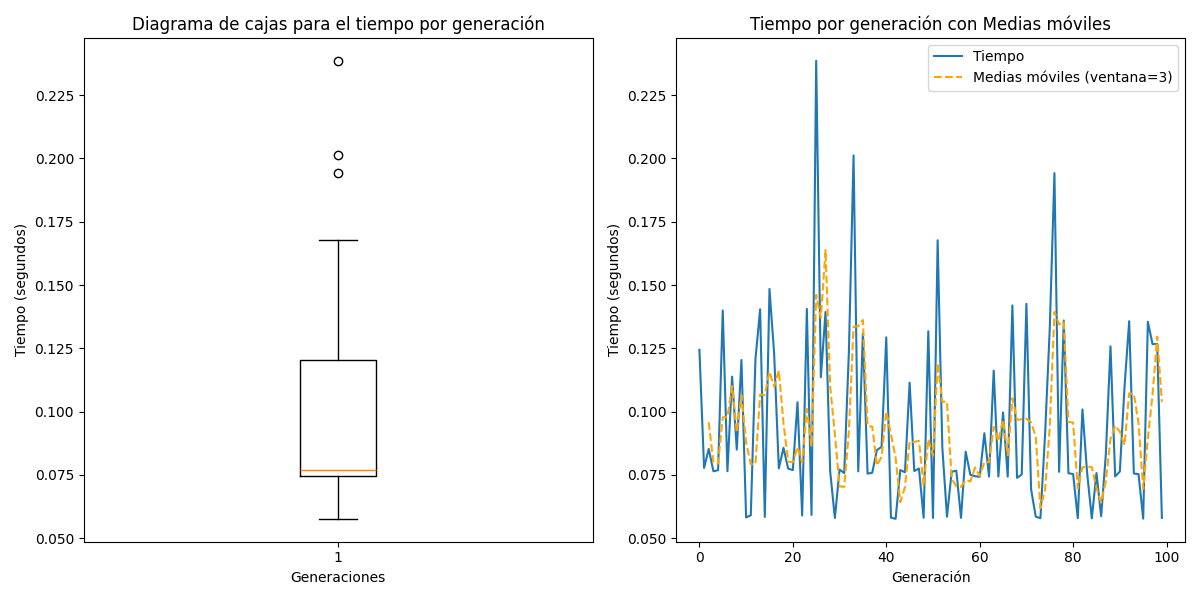 Diagrama de cajas para el tiempo por generación
Tiempo (segundos)
0.225
0.200
0.175
0.150
0.125
0.100
0.075
0.050
1
Generaciones
Tiempo por generación con Medias móviles
Tiempo
Medias móviles (ventana=3)
Tiempo (segundos)
0.225
0.200
0.175
0.150
0.125
0.100
0.075
0.050
0 20 40 60 80 100
Generación